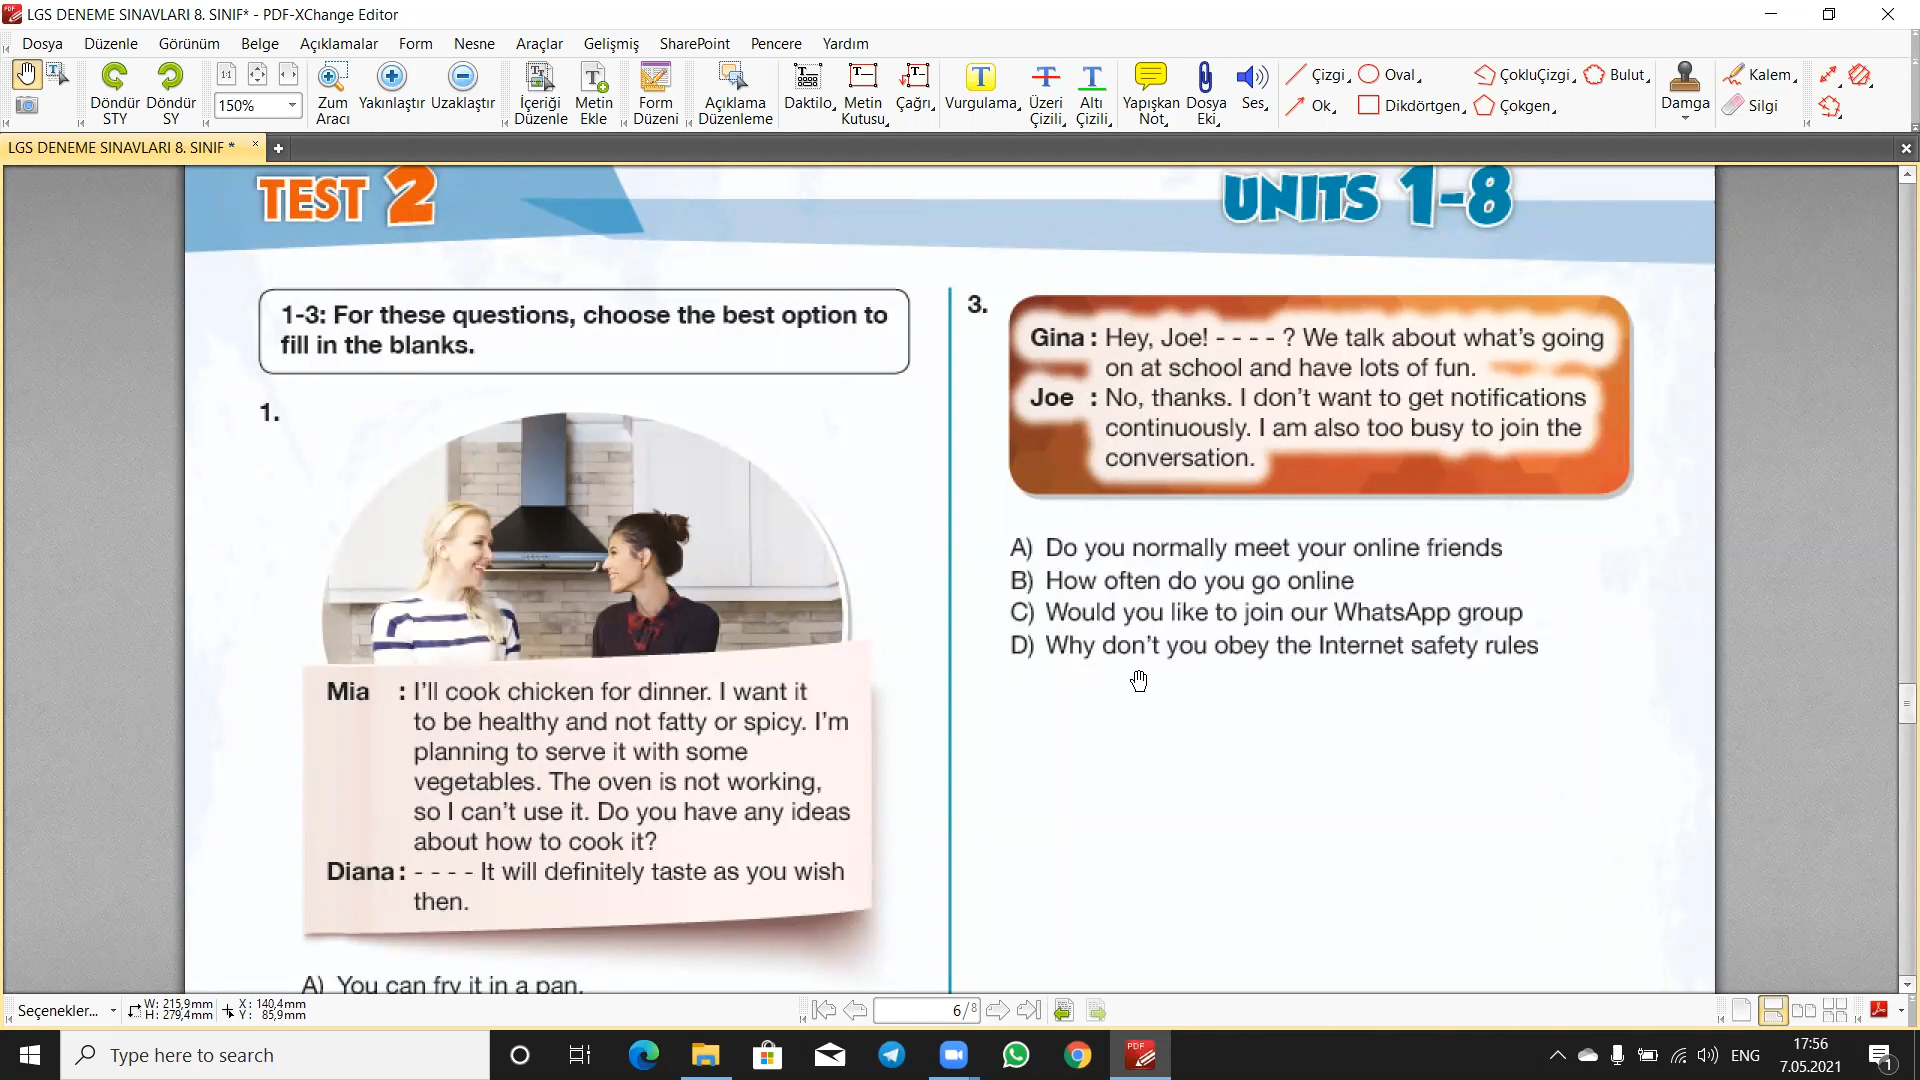 LGS DENEME SINAVLARI 8. SINIF* - PDF-XChange Editor
Dosya Düzenle Görünüm Belge Açıklamalar Form Nesne Araçlar Gelişmiş SharePoint Pencere Yardım
Döndür STY
Döndür SY
1:1
150%
Zum Aracı
Yakınlaştır
Uzaklaştır
İçeriği Düzenle
Metin Ekle
Form Düzeni
Açıklama Düzenleme
Daktilo
Metin Kutusu
Çağrı
Vurgulama
Üzeri Çizili
Altı Çizili
Yapışkan Not
Dosya Eki
Ses
Çizgi
Ok
Oval
Dikdörtgen
ÇokluÇizgi
Çokgen
Bulut
Damga
Kalem
Silgi
LGS DENEME SINAVLARI 8. SINIF *
TEST 2
UNITS 1-8
1-3: For these questions, choose the best option to
fill in the blanks.
1.
Mia : I'll cook chicken for dinner. I want it
to be healthy and not fatty or spicy. I'm
planning to serve it with some
vegetables. The oven is not working,
so I can't use it. Do you have any ideas
about how to cook it?
Diana : - - - - It will definitely taste as you wish
then.
A) You can fry it in a pan.
3.
Gina : Hey, Joe! - - - - ? We talk about what's going
on at school and have lots of fun.
Joe : No, thanks. I don't want to get notifications
continuously. I am also too busy to join the
conversation.
A) Do you normally meet your online friends
B) How often do you go online
C) Would you like to join our WhatsApp group
D) Why don't you obey the Internet safety rules
Seçenekler...
W: 215,9mm
H: 279,4mm
X: 140,4mm
Y: 85,9mm
6/8
Type here to search
PDF
ENG
17:56
7.05.2021
1